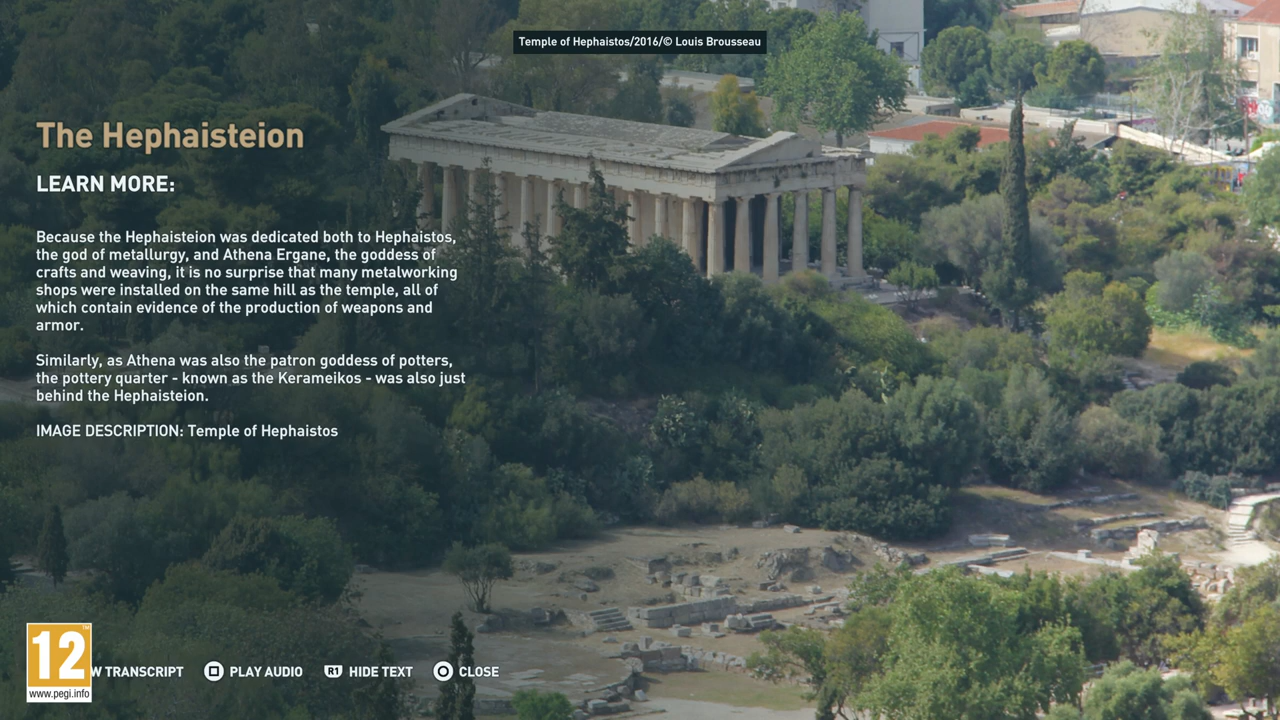 Temple of Hephaistos/2016/© Louis Brousseau
The Hephaisteion
LEARN MORE:
Because the Hephaisteion was dedicated both to Hephaistos,
the god of metallurgy, and Athena Ergane, the goddess of
crafts and weaving, it is no surprise that many metalworking
shops were installed on the same hill as the temple, all of
which contain evidence of the production of weapons and
armor.
Similarly, as Athena was also the patron goddess of potters,
the pottery quarter - known as the Kerameikos - was also just
behind the Hephaisteion.
IMAGE DESCRIPTION: Temple of Hephaistos
12 ™
www.pegi.info
W TRANSCRIPT PLAY AUDIO R1 HIDE TEXT CLOSE